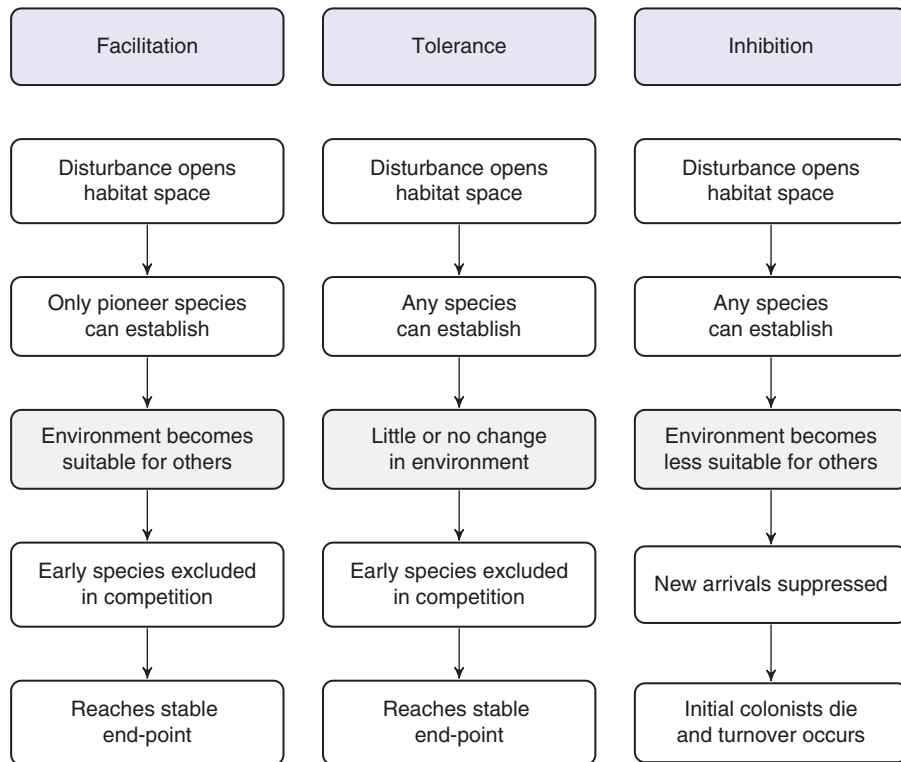 Facilitation
Tolerance
Inhibition
Disturbance opens
habitat space
Disturbance opens
habitat space
Disturbance opens
habitat space
Only pioneer species
can establish
Any species
can establish
Any species
can establish
Environment becomes
suitable for others
Little or no change
in environment
Environment becomes
less suitable for others
Early species excluded
in competition
Early species excluded
in competition
New arrivals suppressed
Reaches stable
end-point
Reaches stable
end-point
Initial colonists die
and turnover occurs